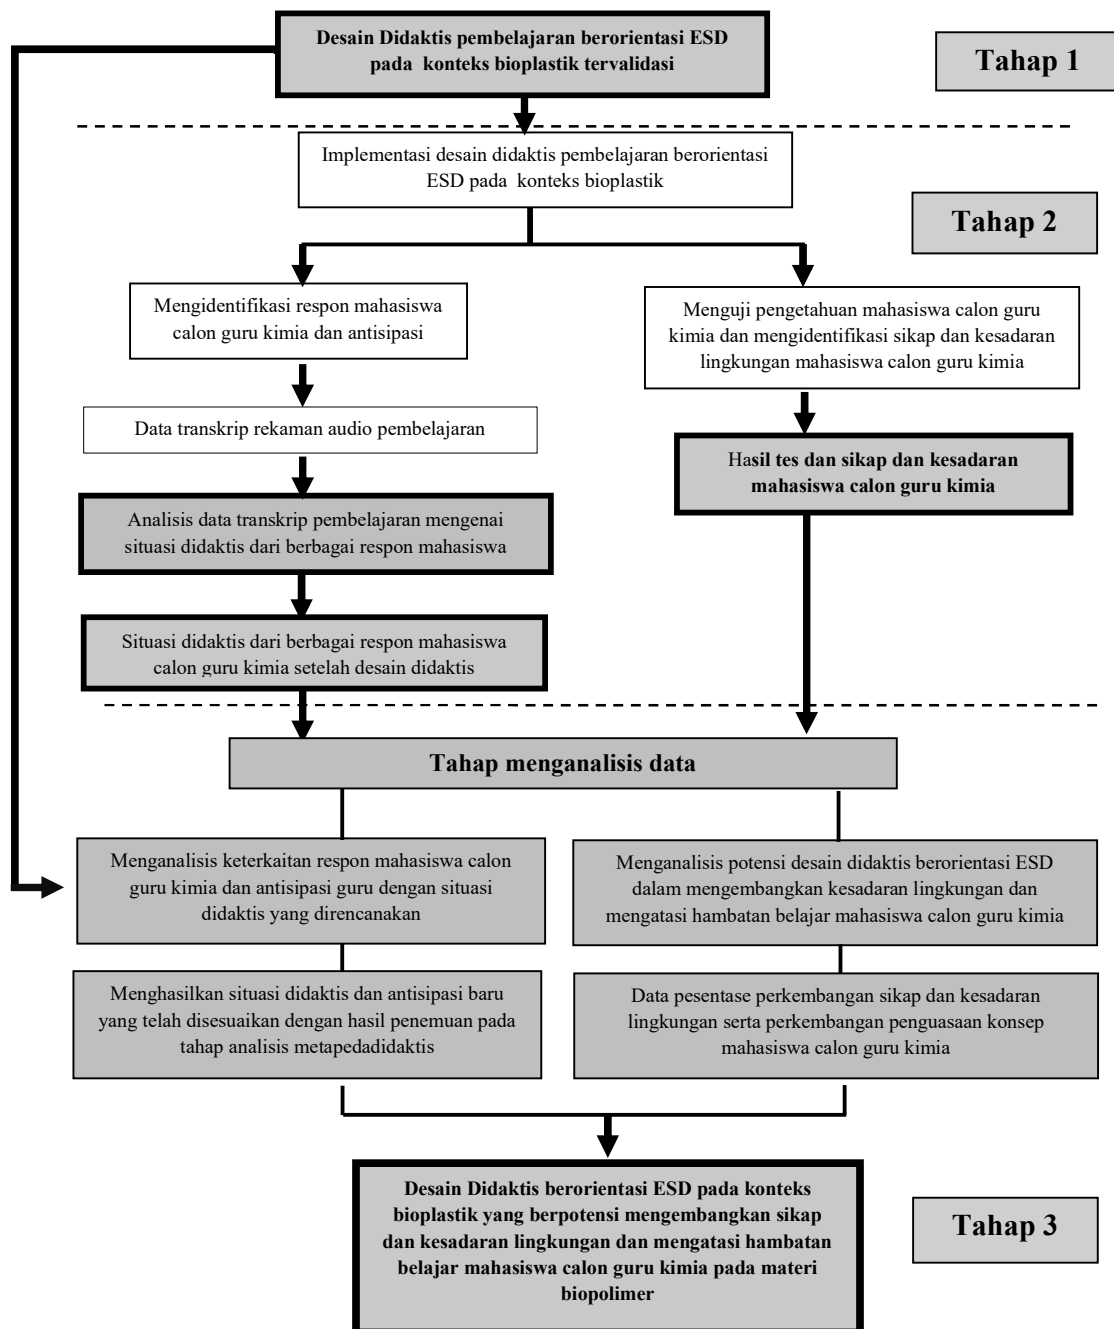 Desain Didaktis pembelajaran berorientasi ESD
pada konteks bioplastik tervalidasi
Tahap 1
Implementasi desain didaktis pembelajaran berorientasi
ESD pada konteks bioplastik
Tahap 2
Mengidentifikasi respon mahasiswa
calon guru kimia dan antisipasi
Menguji pengetahuan mahasiswa calon guru
kimia dan mengidentifikasi sikap dan kesadaran
lingkungan mahasiswa calon guru kimia
Data transkrip rekaman audio pembelajaran
Hasil tes dan sikap dan kesadaran
mahasiswa calon guru kimia
Analisis data transkrip pembelajaran mengenai
situasi didaktis dari berbagai respon mahasiswa
Situasi didaktis dari berbagai respon mahasiswa
calon guru kimia setelah desain didaktis
Tahap menganalisis data
Menganalisis keterkaitan respon mahasiswa calon
guru kimia dan antisipasi guru dengan situasi
didaktis yang direncanakan
Menganalisis potensi desain didaktis berorientasi ESD
dalam mengembangkan kesadaran lingkungan dan
mengatasi hambatan belajar mahasiswa calon guru kimia
Menghasilkan situasi didaktis dan antisipasi baru
yang telah disesuaikan dengan hasil penemuan pada
tahap analisis metapedadidaktis
Data pesentase perkembangan sikap dan kesadaran
lingkungan serta perkembangan penguasaan konsep
mahasiswa calon guru kimia
Desain Didaktis berorientasi ESD pada konteks
bioplastik yang berpotensi mengembangkan sikap
dan kesadaran lingkungan dan mengatasi hambatan
belajar mahasiswa calon guru kimia pada materi
biopolimer
Tahap 3